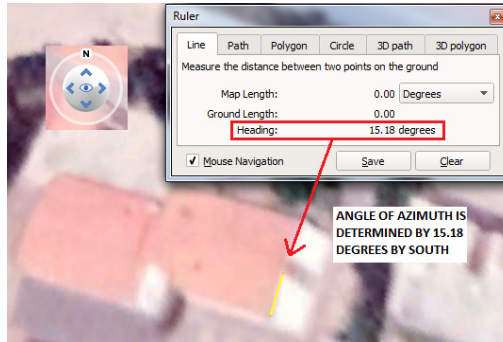 Ruler
Line Path Polygon Circle 3D path 3D polygon
Measure the distance between two points on the ground
Map Length: 0.00 Degrees
Ground Length: 0.00
Heading: 15.18 degrees
Mouse Navigation Save Clear
N
ANGLE OF AZIMUTH IS
DETERMINED BY 15.18
DEGREES BY SOUTH